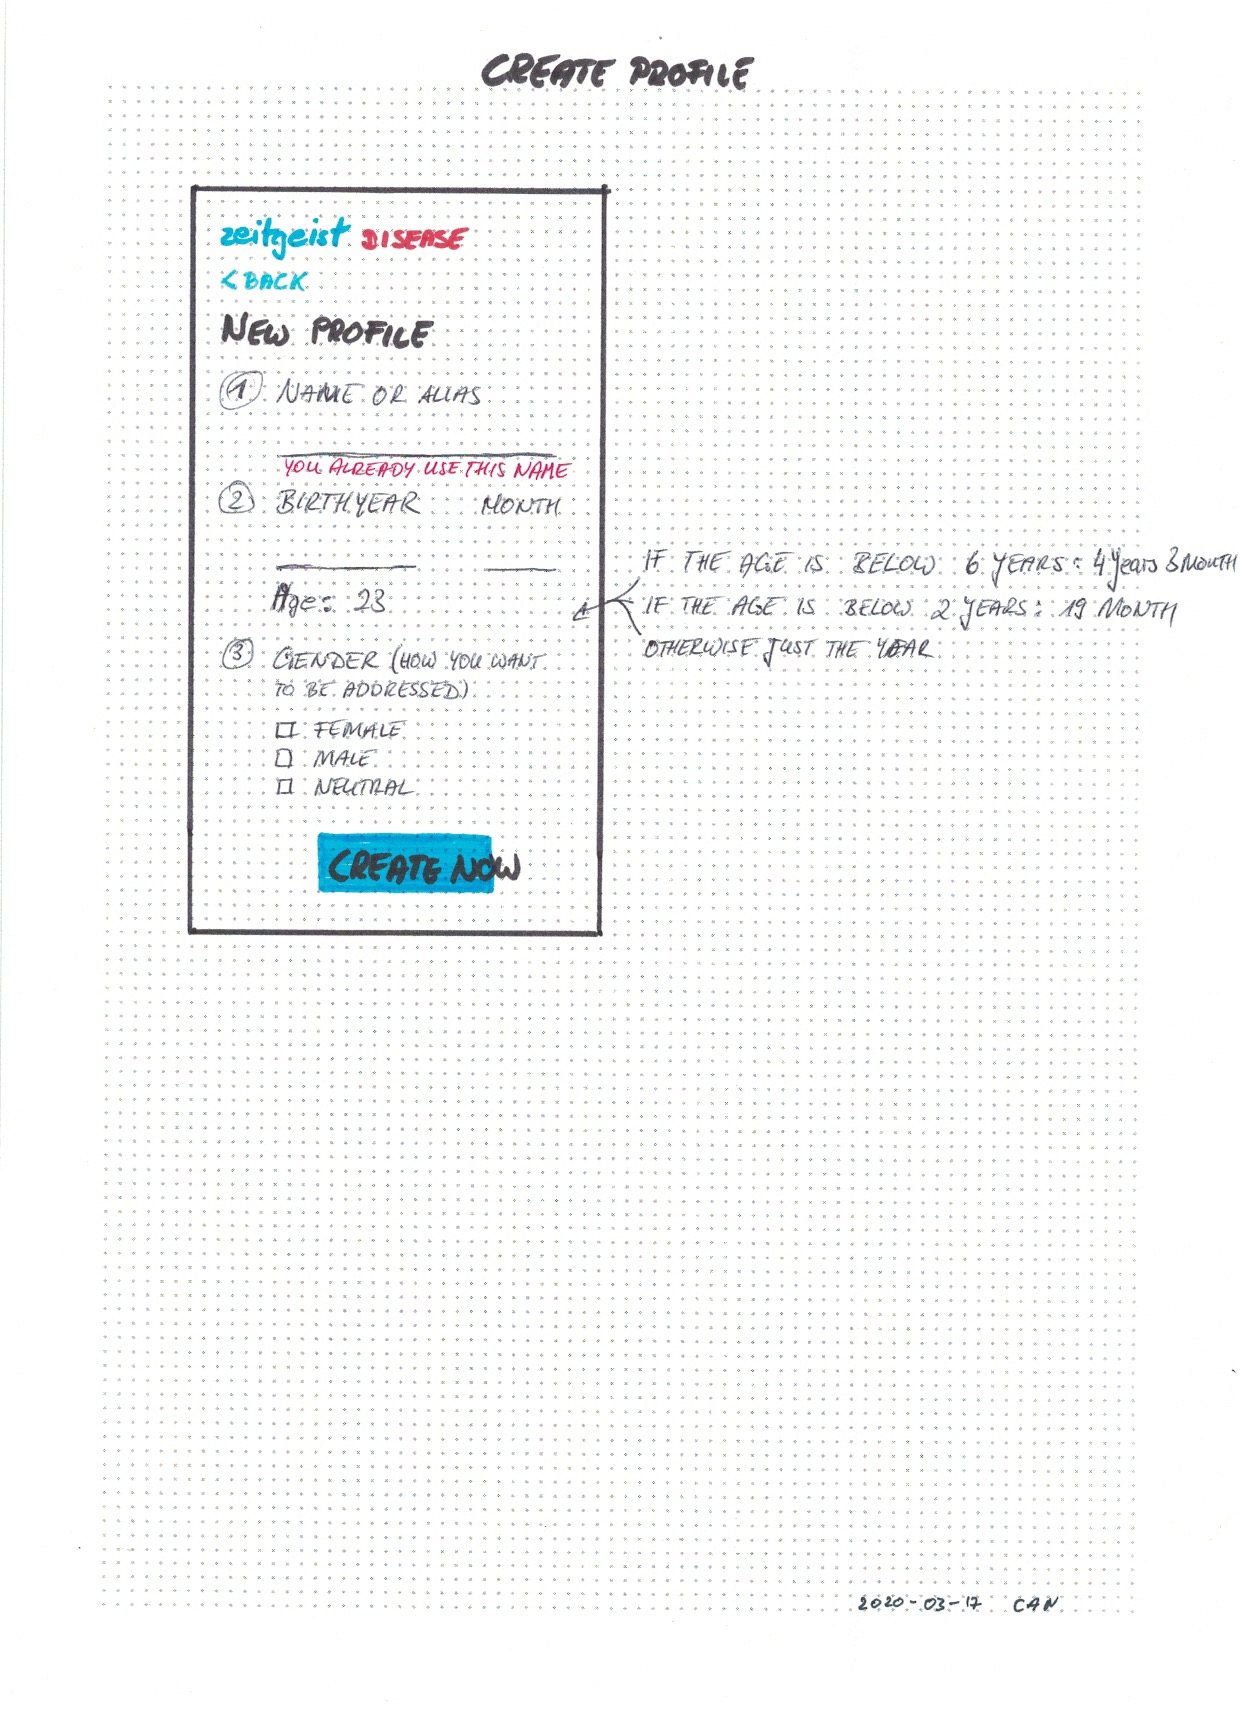 CREATE PROFILE
zeitgeist DISEASE
< BACK
NEW PROFILE
1 NAME OR ALIAS
YOU ALREADY USE THIS NAME
2 BIRTHYEAR MONTH
Age: 23
IF THE AGE IS BELOW 6 YEARS: 4 years 3 MONTH
IF THE AGE IS BELOW 2 YEARS: 19 MONTH
OTHERWISE JUST THE YEAR
3 GENDER (HOW YOU WANT
TO BE ADDRESSED)
FEMALE
MALE
NEUTRAL
CREATE NOW
2020-03-17 CAN